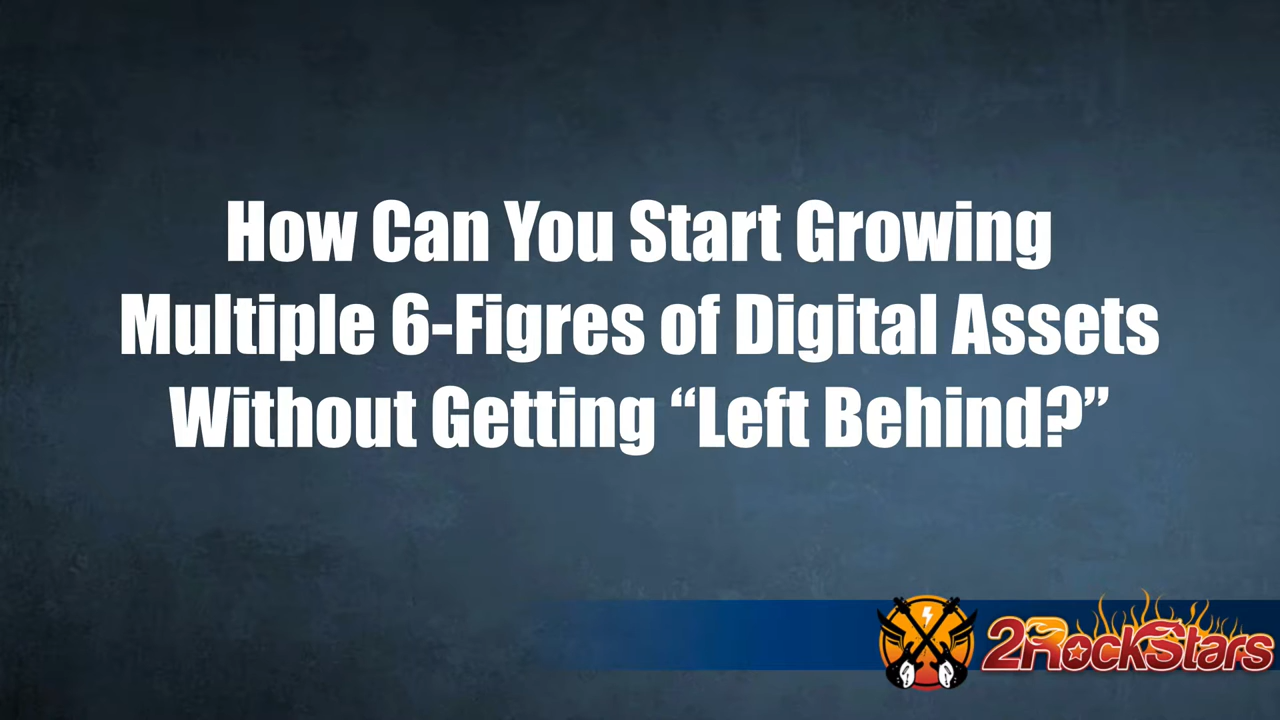 How Can You Start Growing
Multiple 6-Figres of Digital Assets
Without Getting “Left Behind?”
2RockStars